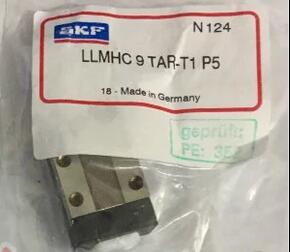 SKF
N124
LLMHC 9 TAR-T1 P5
18 - Made in Germany
geprüft:
PE: